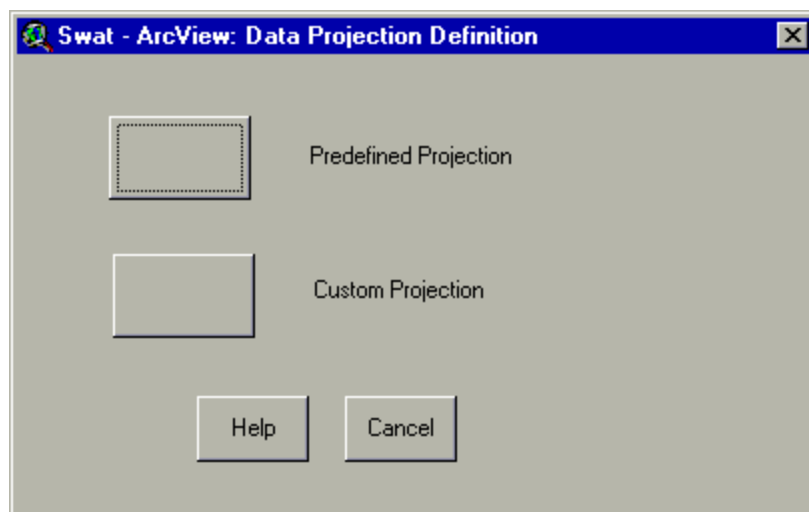 Swat - ArcView: Data Projection Definition
Predefined Projection
Custom Projection
Help Cancel